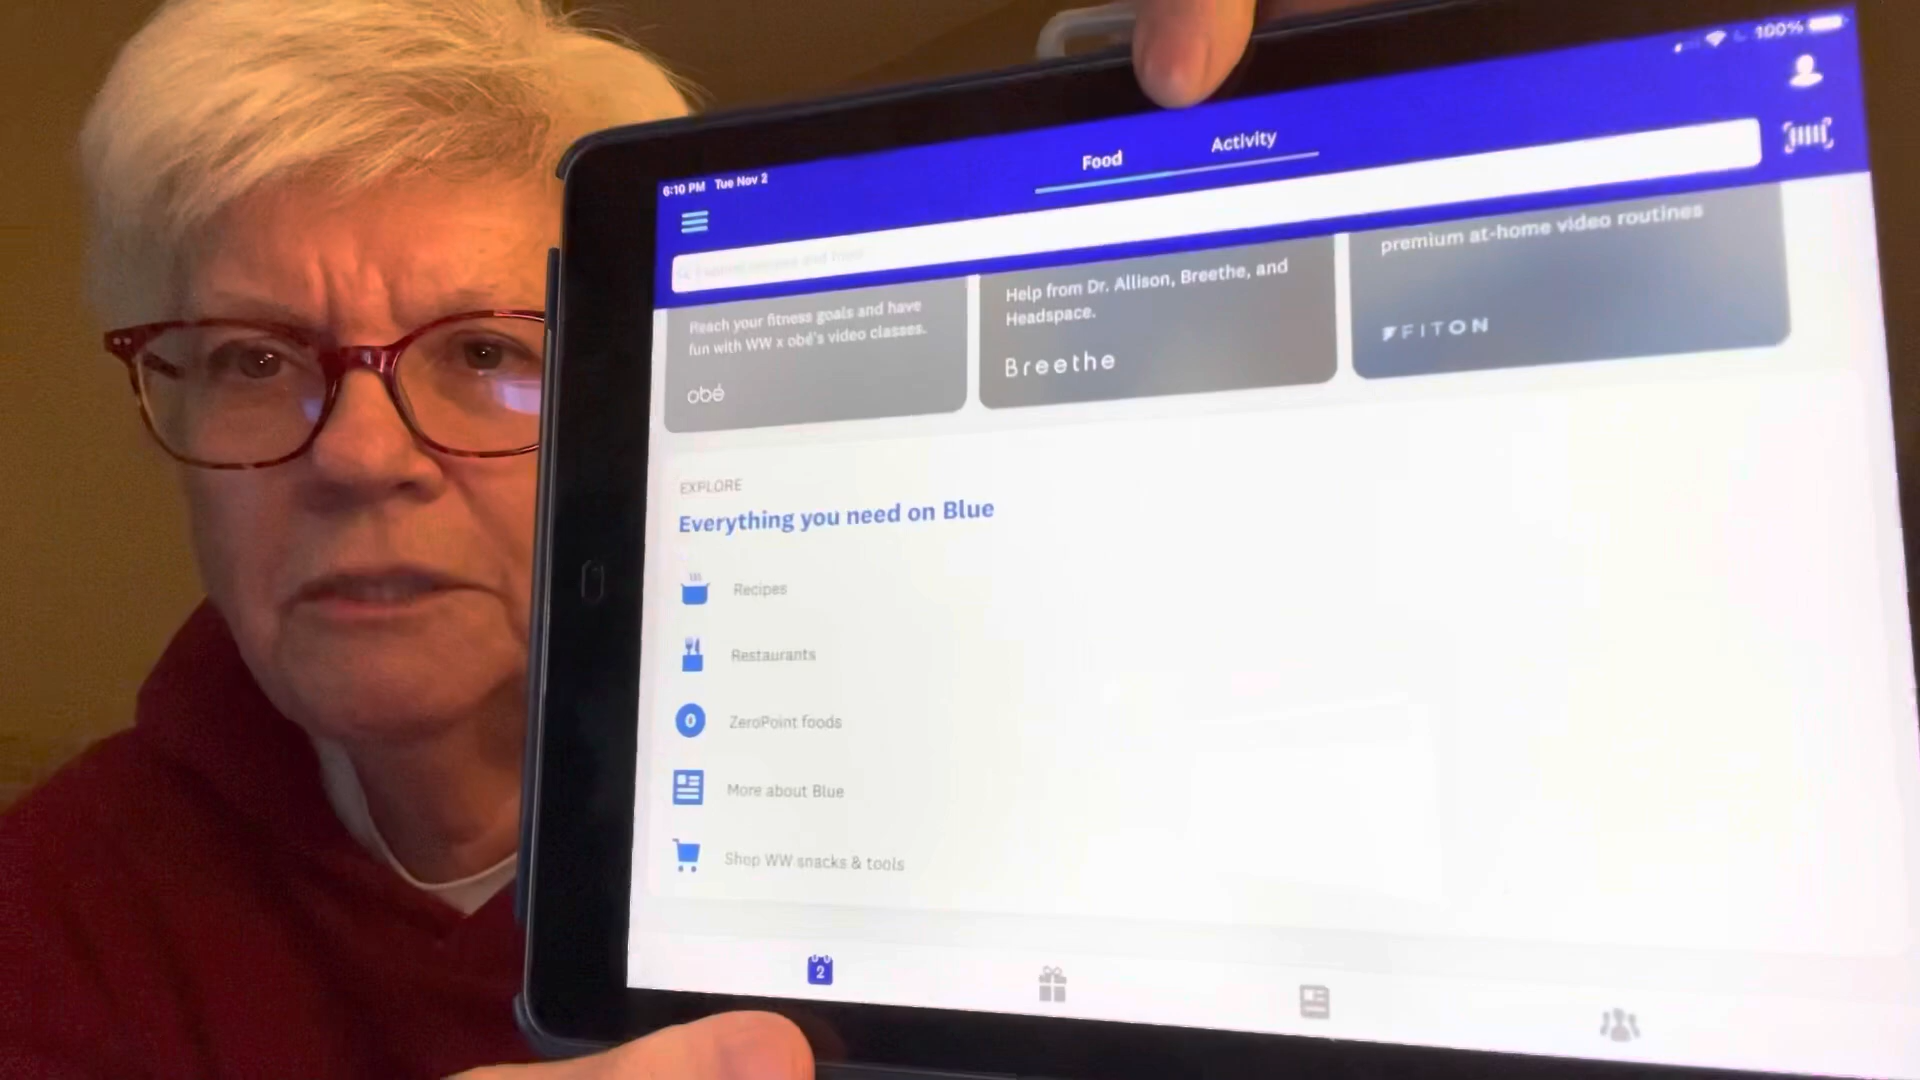 100%
6:10 PM Tue Nov 2
Food
Activity
Reach your fitness goals and have
fun with WW x obé's video classes.
obé
Help from Dr. Allison, Breethe, and
Headspace.
Breethe
premium at-home video routines
FITON
EXPLORE
Everything you need on Blue
Recipes
Restaurants
0
ZeroPoint foods
More about Blue
Shop WW snacks & tools
2